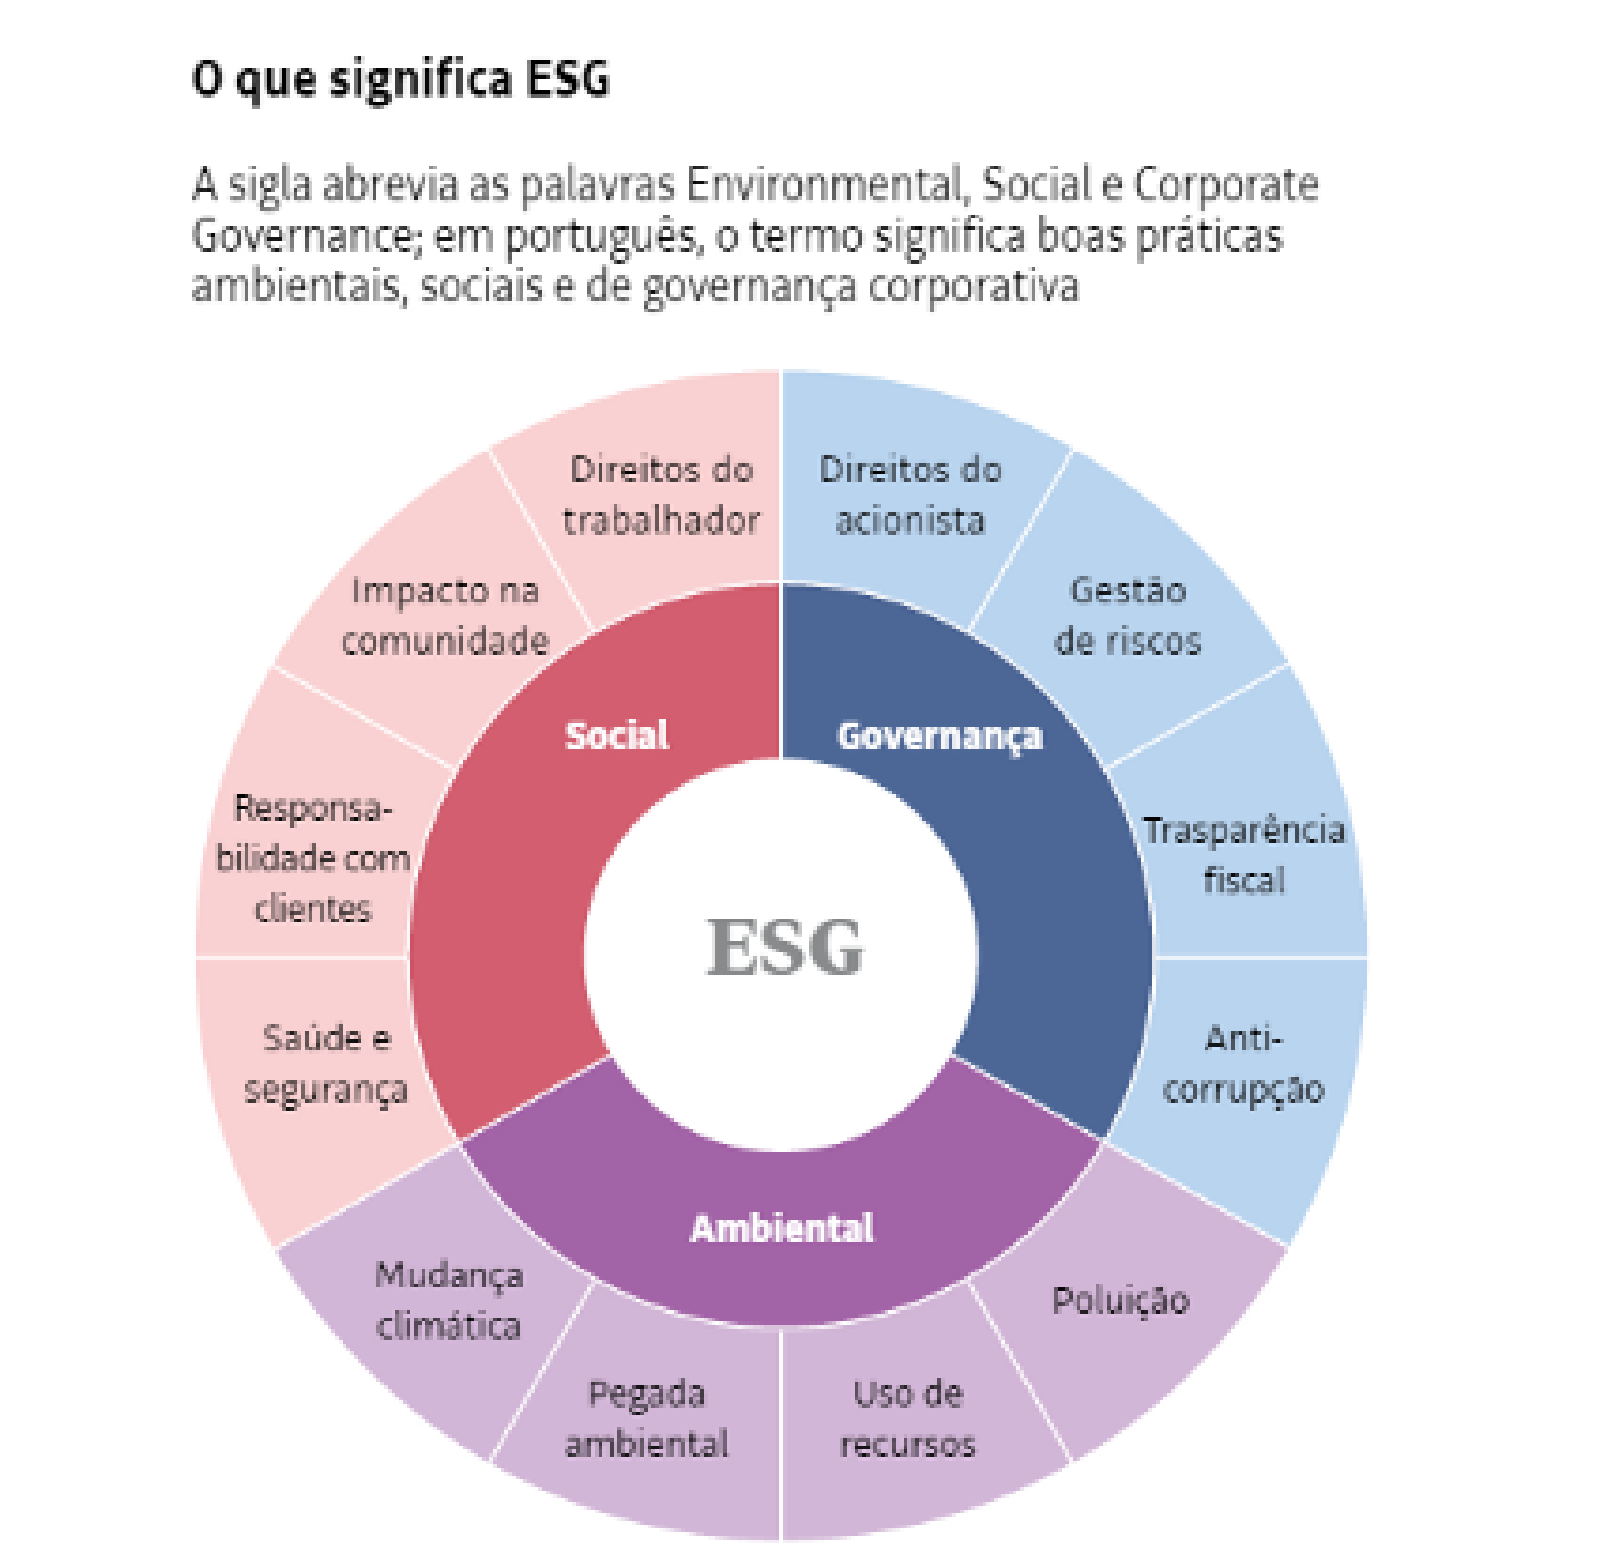 O que significa ESG
A sigla abrevia as palavras Environmental, Social e Corporate
Governance; em português, o termo significa boas práticas
ambientais, sociais e de governança corporativa
Direitos do
trabalhador
Direitos do
acionista
Impacto na
comunidade
Gestão
de riscos
Social
Governança
Responsa-
bilidade com
clientes
Trasparência
fiscal
ESG
Saúde e
segurança
Anti-
corrupção
Ambiental
Mudança
climática
Poluição
Pegada
ambiental
Uso de
recursos